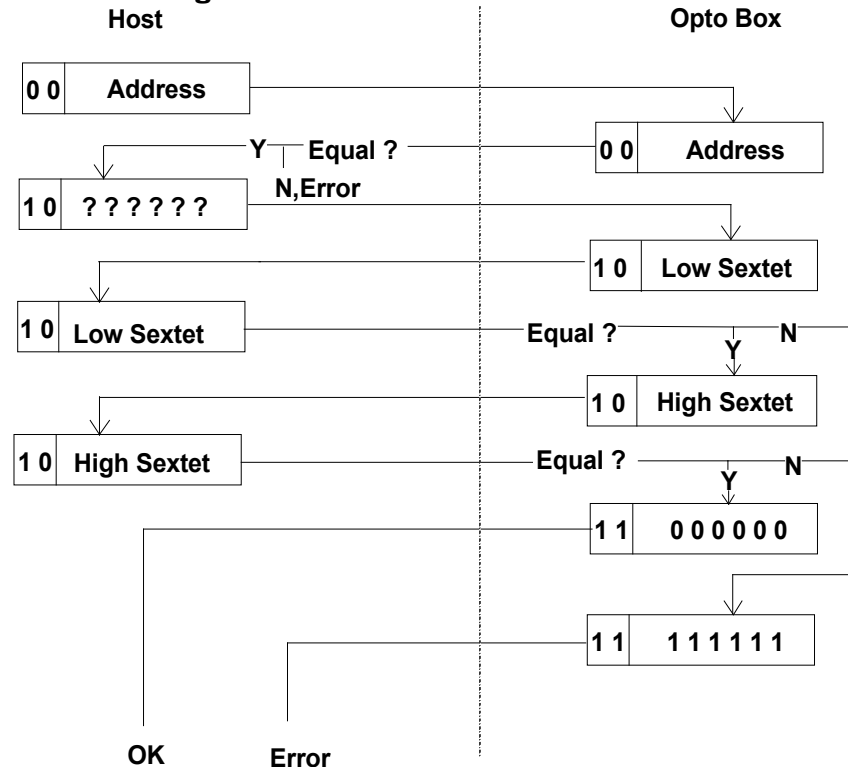 Host Opto Box
0 0 Address
Y Equal ? 0 0 Address
N,Error
1 0 ? ? ? ? ? ?
1 0 Low Sextet
1 0 Low Sextet Equal ? N
Y
1 0 High Sextet
1 0 High Sextet Equal ? N
Y
1 1 0 0 0 0 0 0
1 1 1 1 1 1 1 1
OK Error